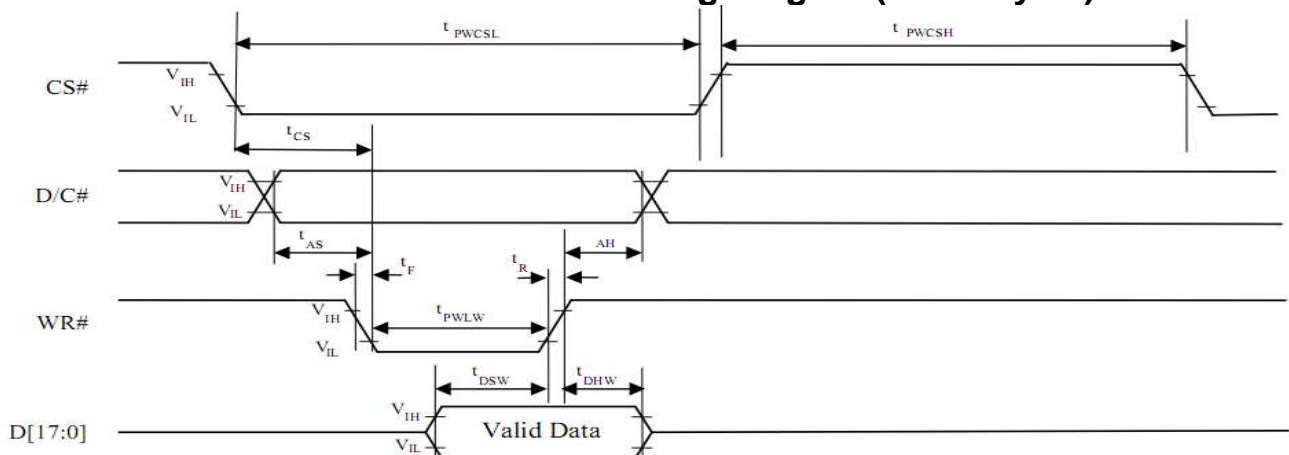 t PWCSL
t PWCSH
CS#
V IH
V IL
t CS
D/C#
V IH
V IL
t AS
AH
t F
t R
WR#
V IH
V IL
t PWLW
t DSW
t DHW
D[17:0]
V IH
V IL
Valid Data